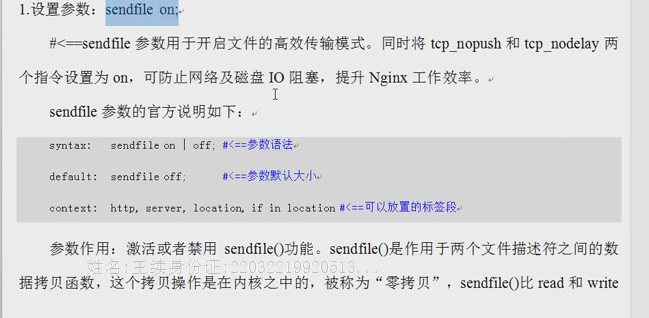 1.设置参数：sendfile on;
#<==sendfile 参数用于开启文件的高效传输模式。同时将 tcp_nopush 和 tcp_nodelay 两
个指令设置为 on，可防止网络及磁盘 IO 阻塞，提升 Nginx 工作效率。
sendfile 参数的官方说明如下：
syntax: sendfile on | off; #<==参数语法
default: sendfile off; #<==参数默认大小
context: http, server, location, if in location #<==可以放置的标签段
参数作用：激活或者禁用 sendfile()功能。sendfile()是作用于两个文件描述符之间的数
姓名:王续身份证:22032219920513...
据拷贝函数，这个拷贝操作是在内核之中的，被称为“零拷贝”，sendfile()比 read 和 write